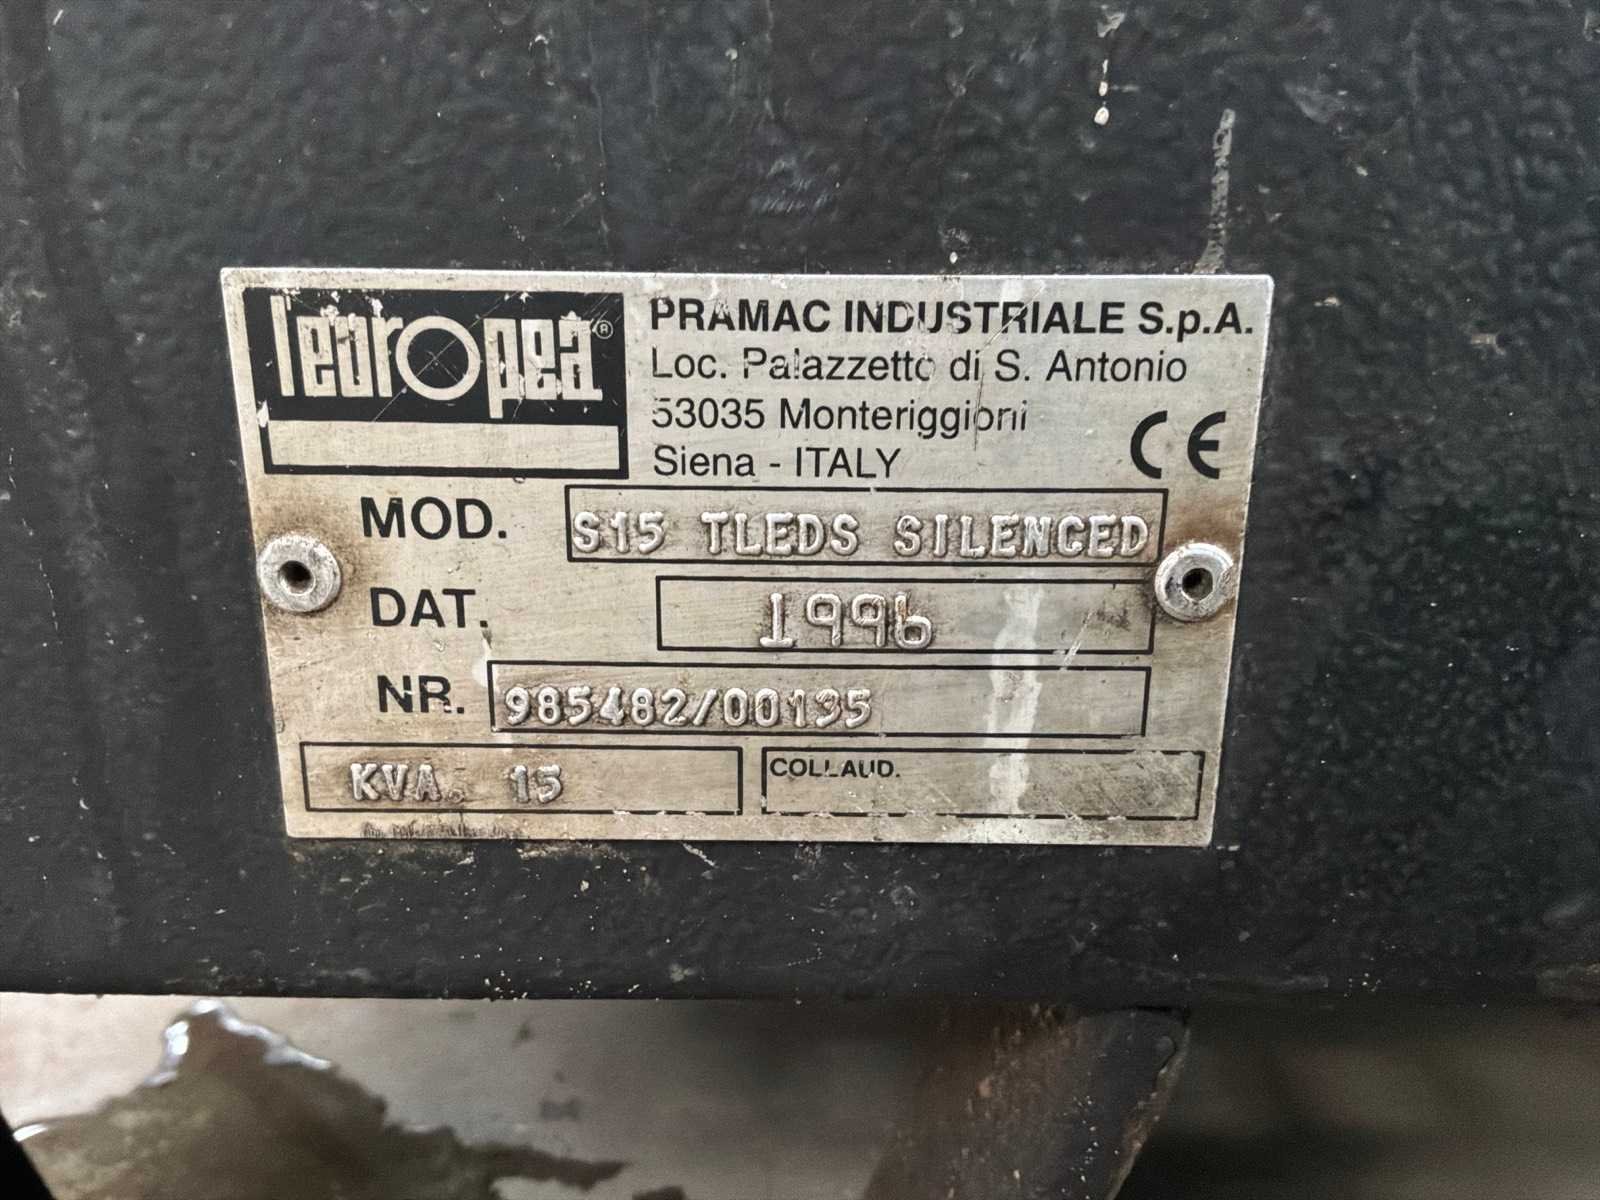 l'europea®
PRAMAC INDUSTRIALE S.p.A.
Loc. Palazzetto di S. Antonio
53035 Monteriggioni
Siena - ITALY
CE
MOD. S15 TLEDS SILENCED
DAT. 1996
NR. 985482/00195
KVA. 15
COLLAUD.